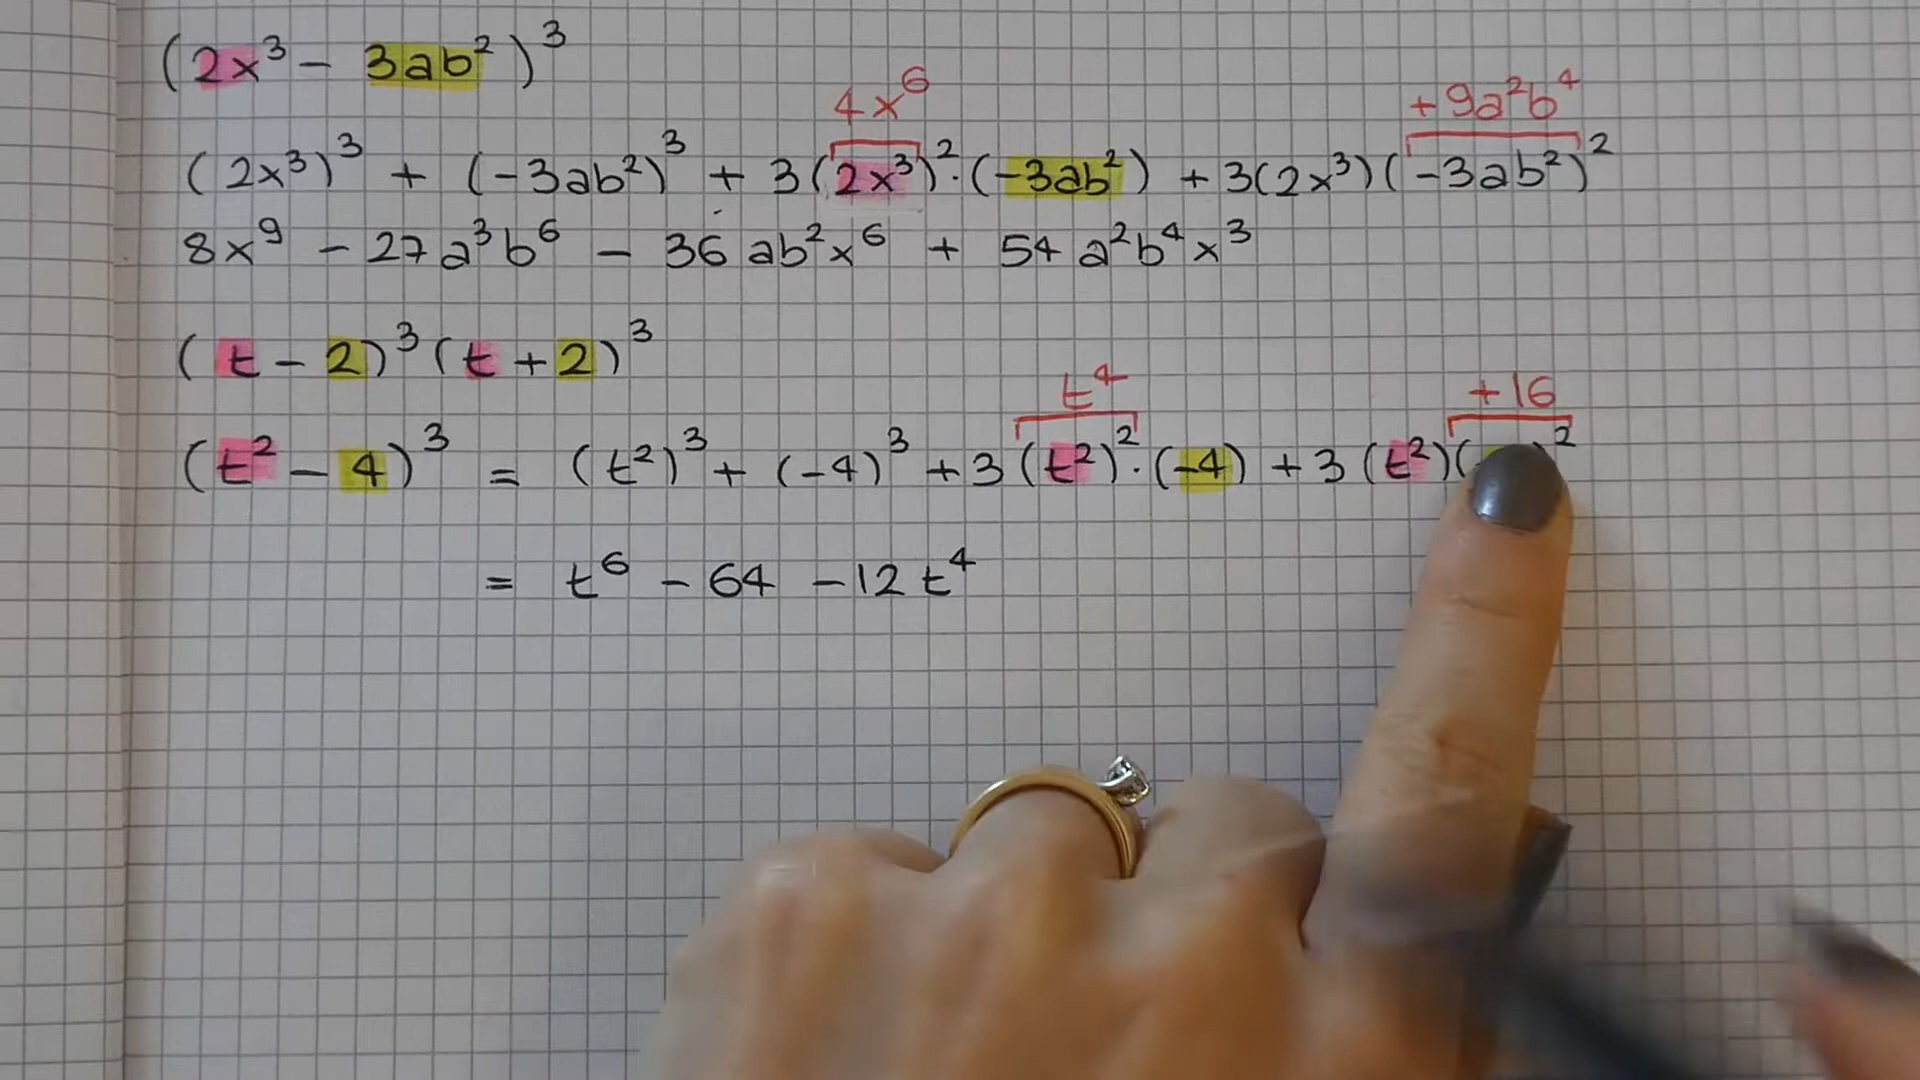 (2x³ - 3ab²)³
4x⁶ +9a²b⁴
(2x³)³ + (-3ab²)³ + 3(2x³)²·(-3ab²) + 3(2x³)(-3ab²)²
8x⁹ - 27a³b⁶ - 36ab²x⁶ + 54a²b⁴x³
(t - 2)³(t + 2)³
t⁴ +16
(t² - 4)³ = (t²)³ + (-4)³ + 3(t²)²·(-4) + 3(t²)( )²
= t⁶ - 64 - 12t⁴